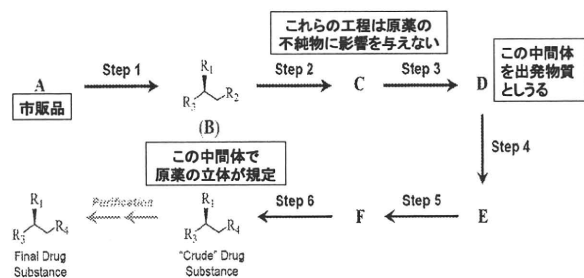 これらの工程は原薬の
不純物に影響を与えない
A
市販品
Step 1
R1
R3
R2
(B)
Step 2
C
Step 3
D
この中間体
を出発物質
としうる
Step 4
この中間体で
原薬の立体が規定
E
Step 5
F
Step 6
R1
R3
R4
"Crude" Drug
Substance
Purification
R1
R3
R4
Final Drug
Substance